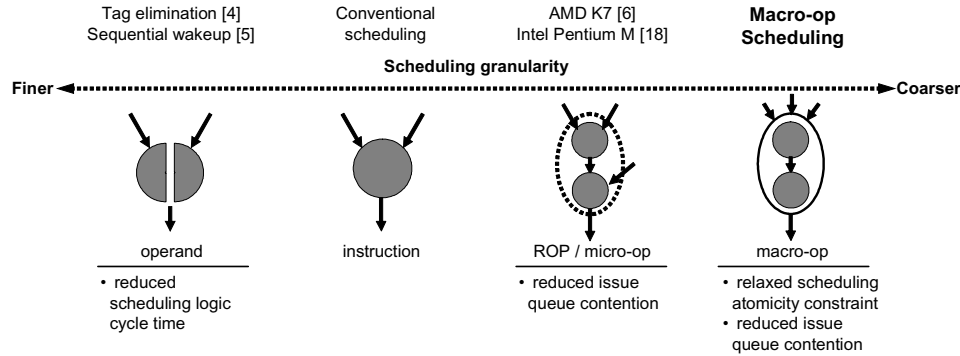 Tag elimination [4]
Sequential wakeup [5]
Conventional
scheduling
AMD K7 [6]
Intel Pentium M [18]
Macro-op
Scheduling
Scheduling granularity
Finer
Coarser
operand
instruction
ROP / micro-op
macro-op
• reduced
scheduling logic
cycle time
• reduced issue
queue contention
• relaxed scheduling
atomicity constraint
• reduced issue
queue contention